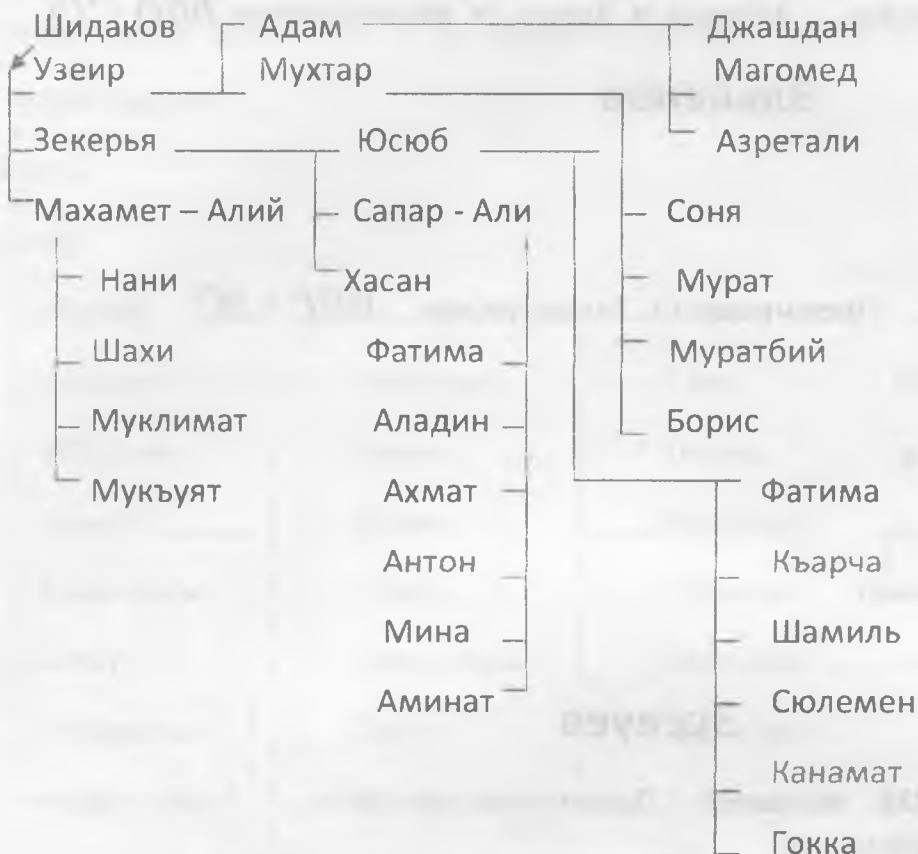 Шидаков Адам Джашдан
Узеир Мухтар Магомед
Зекерья Юсюб Азретали
Махамет – Алий Сапар - Али Соня
Нани Хасан Мурат
Шахи Фатима Муратбий
Муклимат Аладин Борис
Мукъуят Ахмат Фатима
Антон Къарча
Мина Шамиль
Аминат Сюлемен
Канамат
Гокка